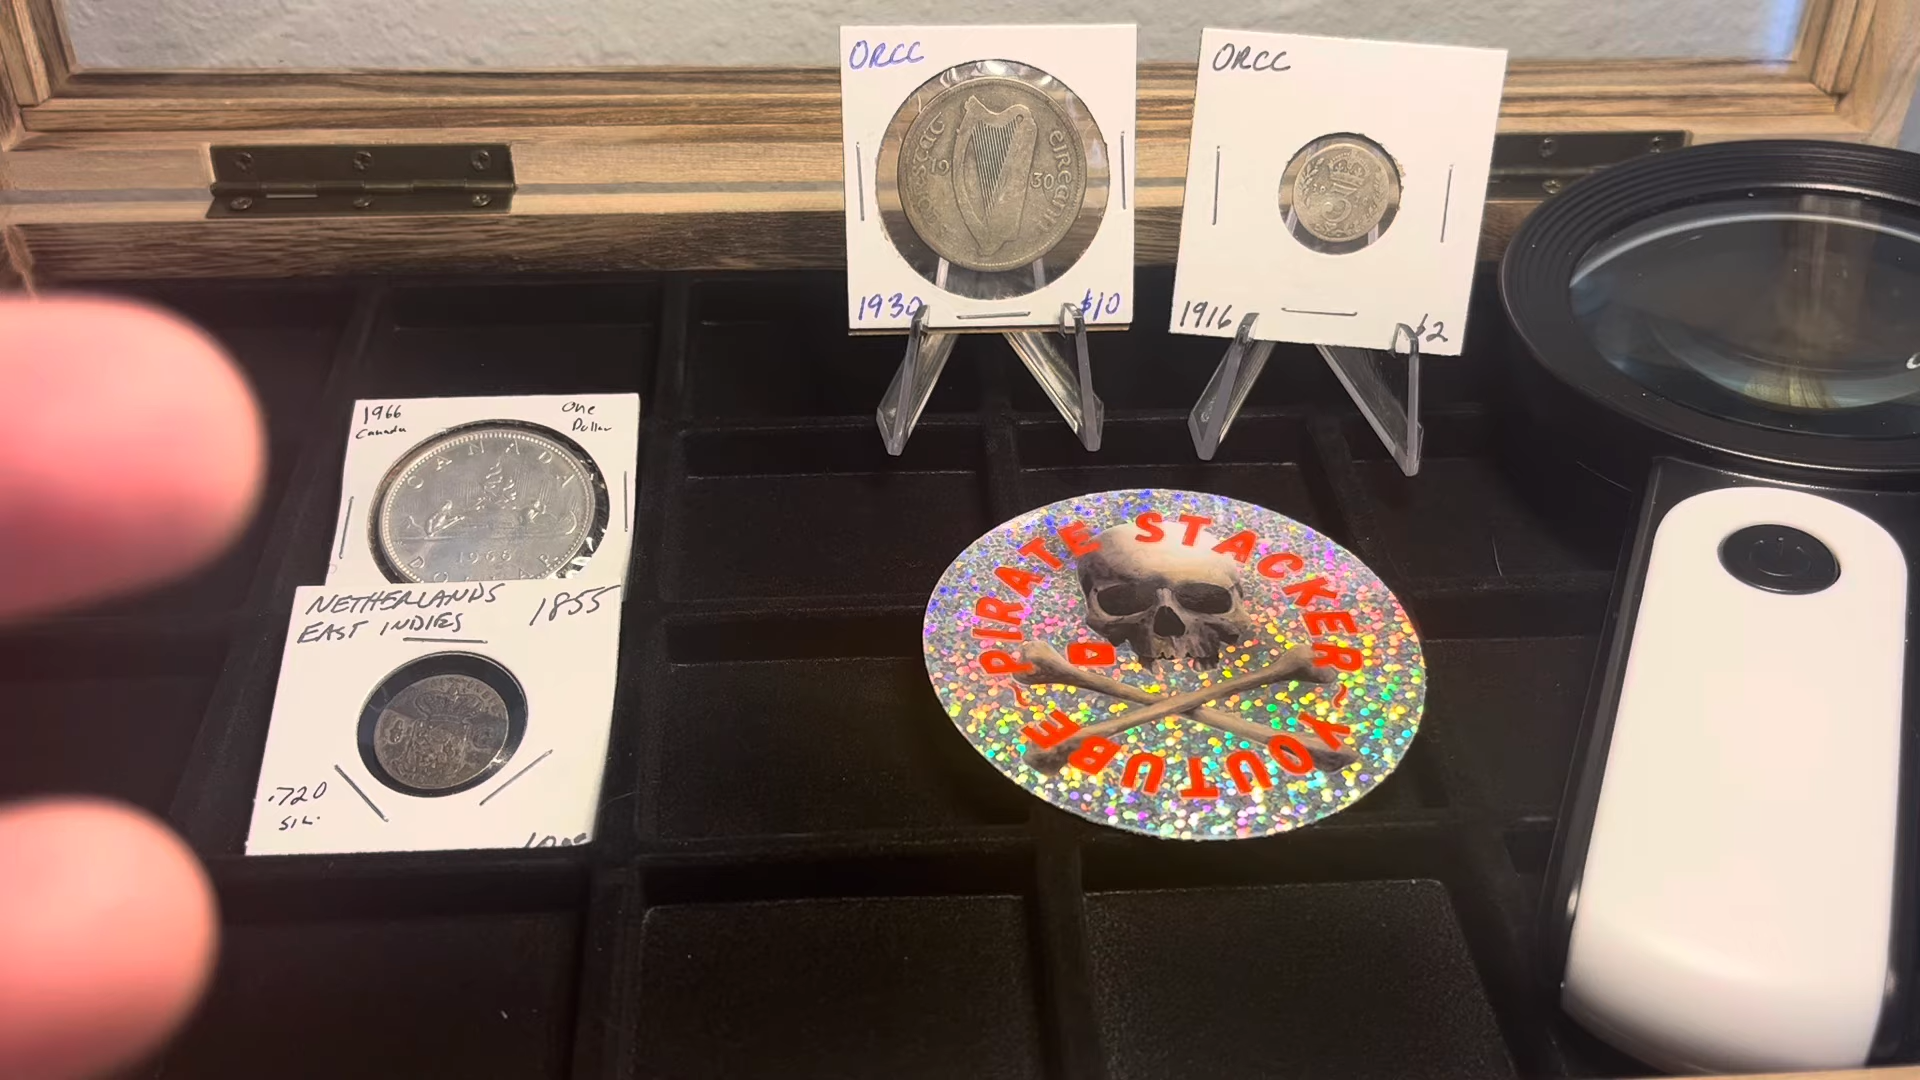 ORCC
SAORSTÁT ÉIREANN
19 30
1930 $10
ORCC
3
1916 $2
1966
Canada
One
Dollar
CANADA
1966
NETHERLANDS
EAST INDIES
1855
.720
SIL.
PIRATE STACKER
~YOUTUBE~